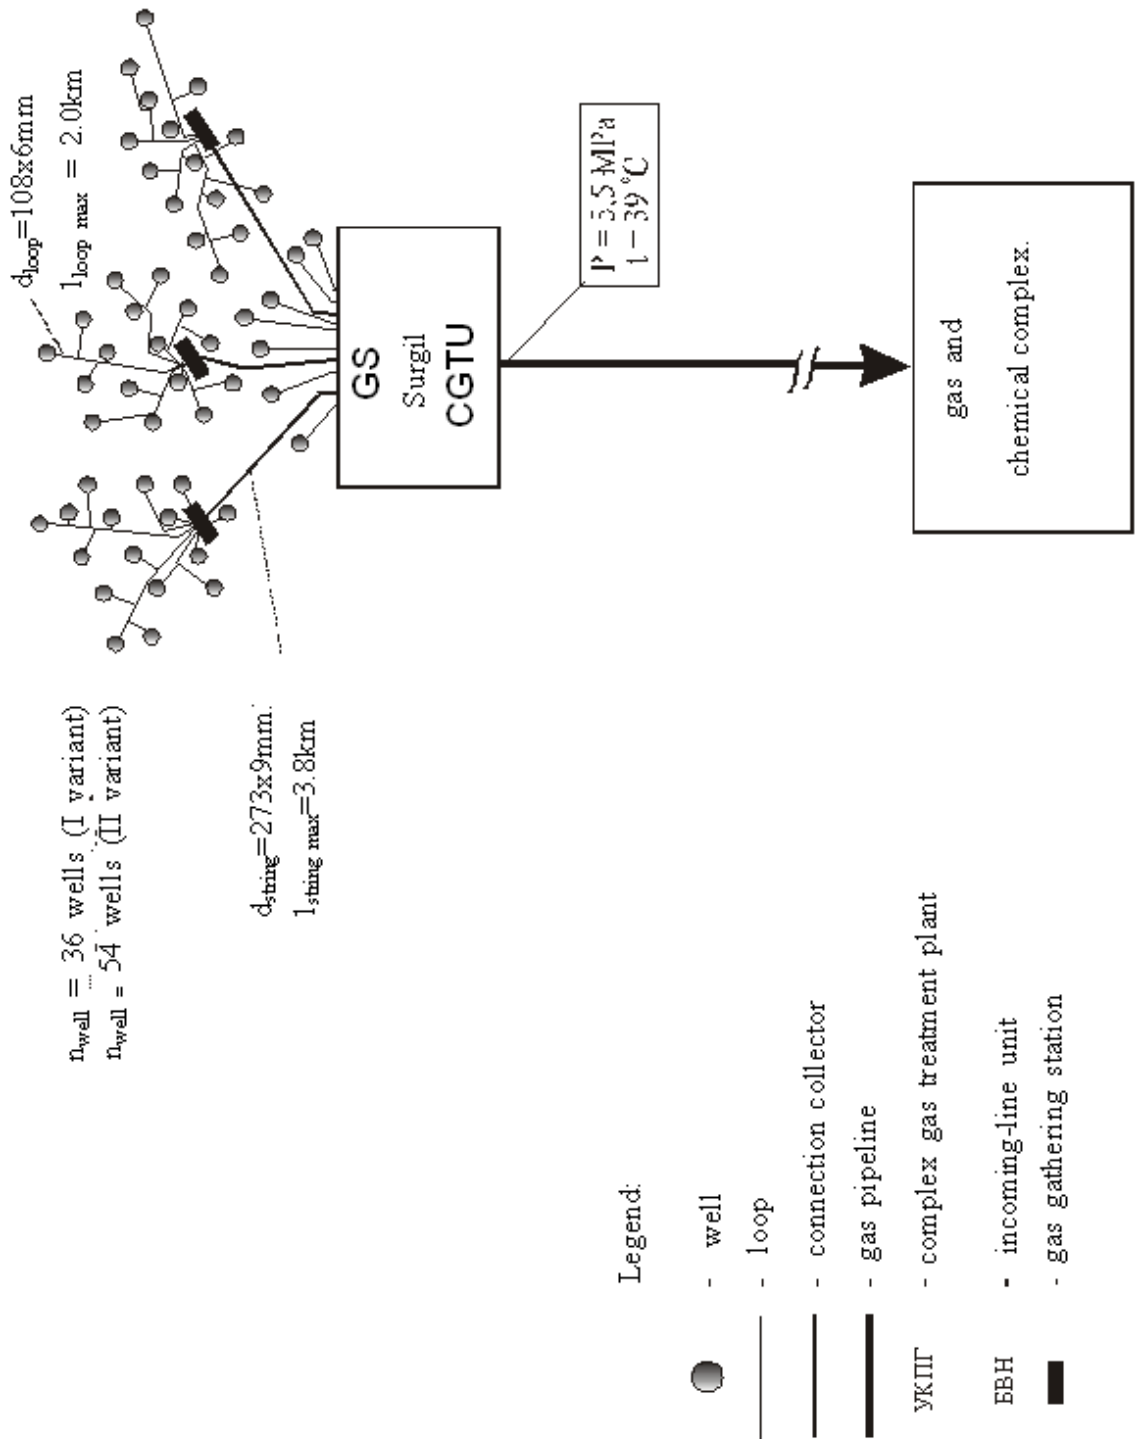 n_well = 36 wells (I variant)
n_well = 54 wells (II variant)
d_loop=108x6mm
l_loop max = 2.0km
d_string=273x9mm
l_string max=3.8km
GS
Surgil
CGTU
P = 3,5 MPa
t – 39 °C
gas and
chemical complex.
Legend:
- well
- loop
- connection collector
- gas pipeline
УКПГ - complex gas treatment plant
БВН - incoming-line unit
- gas gathering station